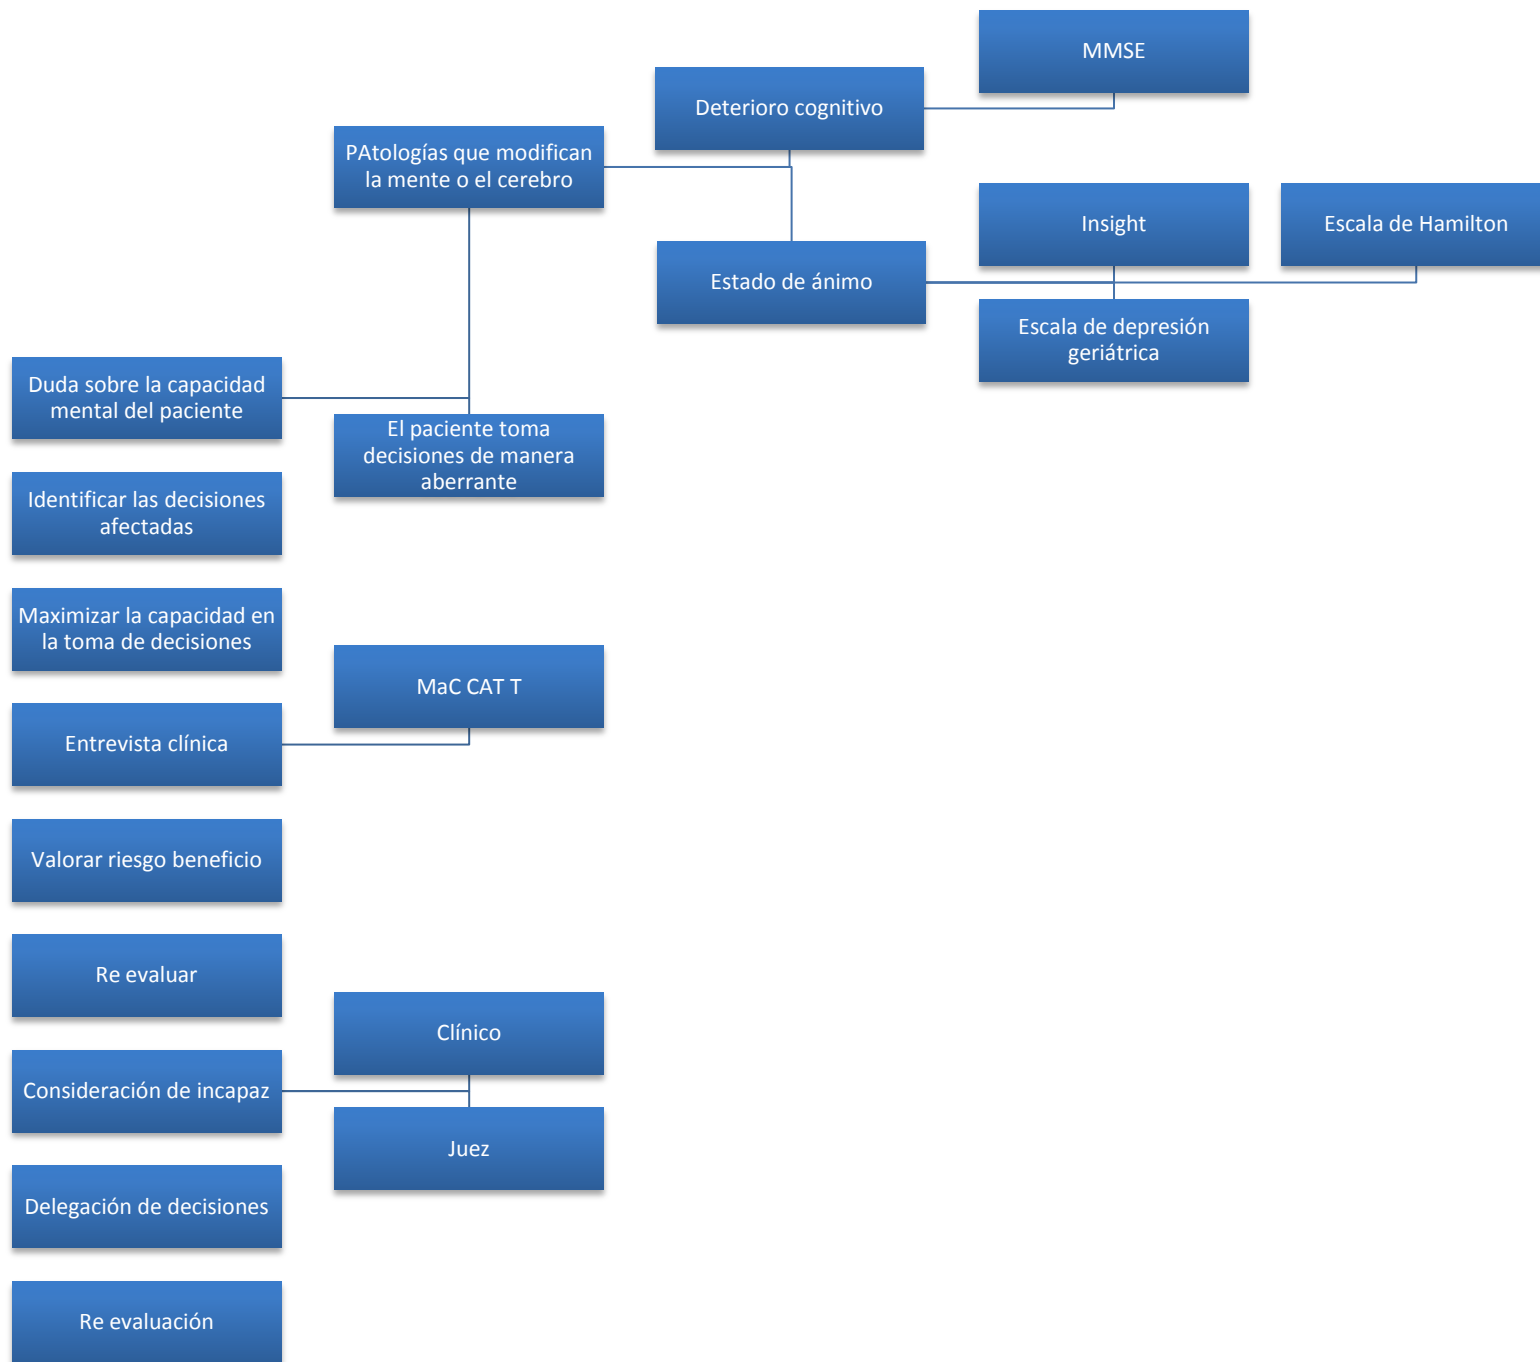 MMSE
Deterioro cognitivo
PAtologías que modifican
la mente o el cerebro
Insight
Escala de Hamilton
Estado de ánimo
Escala de depresión
geriátrica
Duda sobre la capacidad
mental del paciente
El paciente toma
decisiones de manera
aberrante
Identificar las decisiones
afectadas
Maximizar la capacidad en
la toma de decisiones
MaC CAT T
Entrevista clínica
Valorar riesgo beneficio
Re evaluar
Clínico
Consideración de incapaz
Juez
Delegación de decisiones
Re evaluación